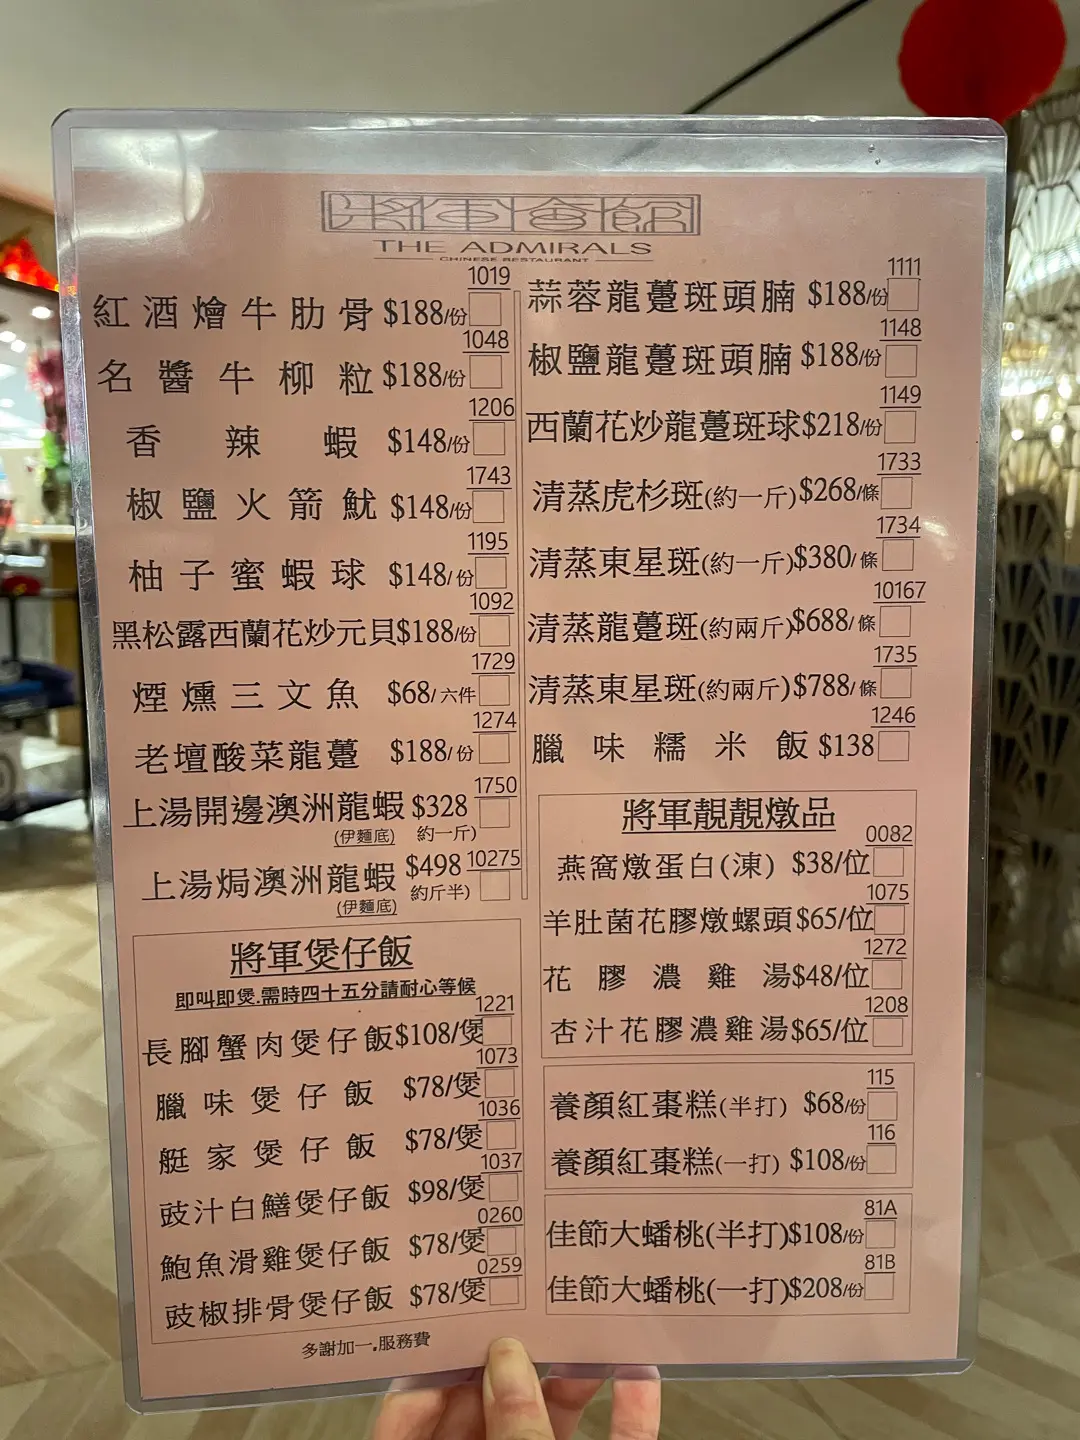 將軍會館
THE ADMIRALS
CHINESE RESTAURANT
1019
紅酒燴牛肋骨 $188/份
1048
名醬牛柳粒 $188/份
1206
香辣蝦 $148/份
1743
椒鹽火箭魷 $148/份
1195
柚子蜜蝦球 $148/份
1092
黑松露西蘭花炒元貝$188/份
1729
煙燻三文魚 $68/六件
1274
老壇酸菜龍躉 $188/份
1750
上湯開邊澳洲龍蝦 $328
(伊麵底) 約一斤)
10275
上湯焗澳洲龍蝦 $498
(伊麵底) 約斤半)
將軍煲仔飯
即叫即煲.需時四十五分請耐心等候
1221
長腳蟹肉煲仔飯$108/煲
1073
臘味煲仔飯 $78/煲
1036
艇家煲仔飯 $78/煲
1037
豉汁白鱔煲仔飯 $98/煲
0260
鮑魚滑雞煲仔飯 $78/煲
0259
豉椒排骨煲仔飯 $78/煲
多謝加一.服務費
1111
蒜蓉龍躉斑頭腩 $188/份
1148
椒鹽龍躉斑頭腩 $188/份
1149
西蘭花炒龍躉斑球$218/份
1733
清蒸虎杉斑(約一斤)$268/條
1734
清蒸東星斑(約一斤)$380/條
10167
清蒸龍躉斑(約兩斤)$688/條
1735
清蒸東星斑(約兩斤)$788/條
1246
臘味糯米飯 $138
將軍靚靚燉品
0082
燕窩燉蛋白(涷) $38/位
1075
羊肚菌花膠燉螺頭$65/位
1272
花膠濃雞湯$48/位
1208
杏汁花膠濃雞湯$65/位
115
養顏紅棗糕(半打) $68/份
116
養顏紅棗糕(一打) $108/份
81A
佳節大蟠桃(半打)$108/份
81B
佳節大蟠桃(一打)$208/份